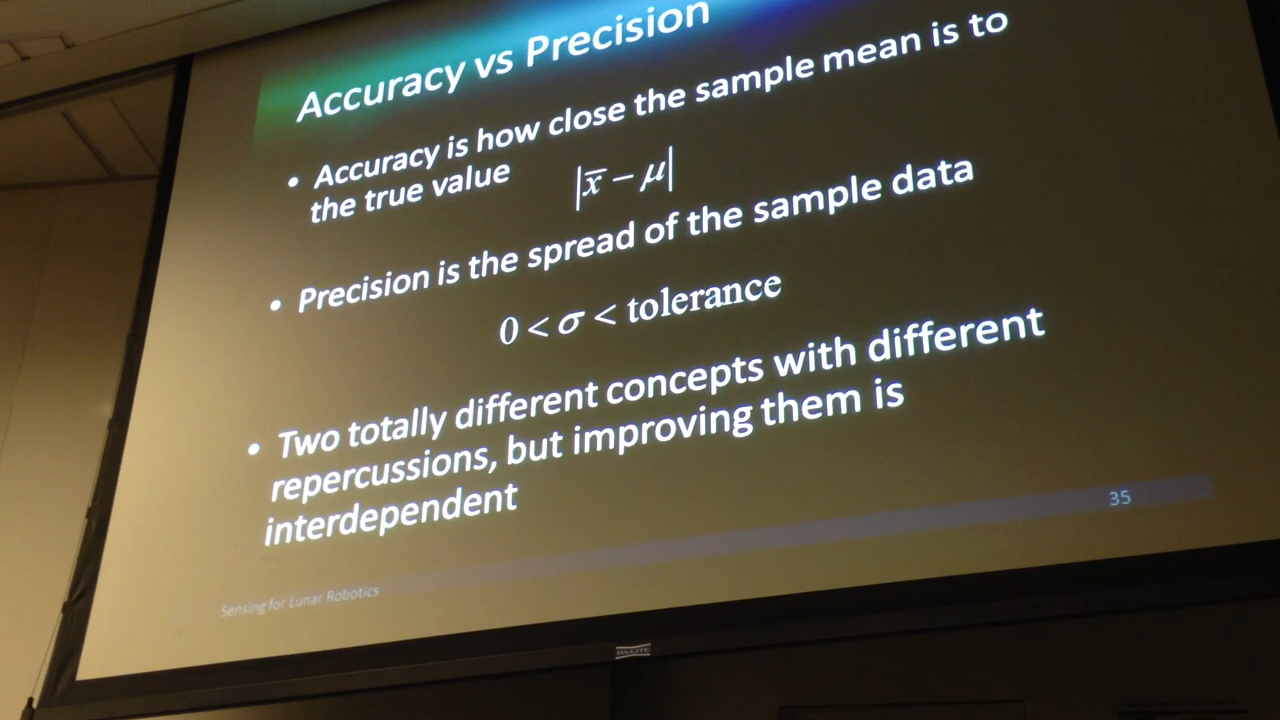 Accuracy vs Precision
• Accuracy is how close the sample mean is to
the true value |x̄ − μ|
• Precision is the spread of the sample data
0 < σ < tolerance
• Two totally different concepts with different
repercussions, but improving them is
interdependent
35
Sensing for Lunar Robotics
DA-LITE